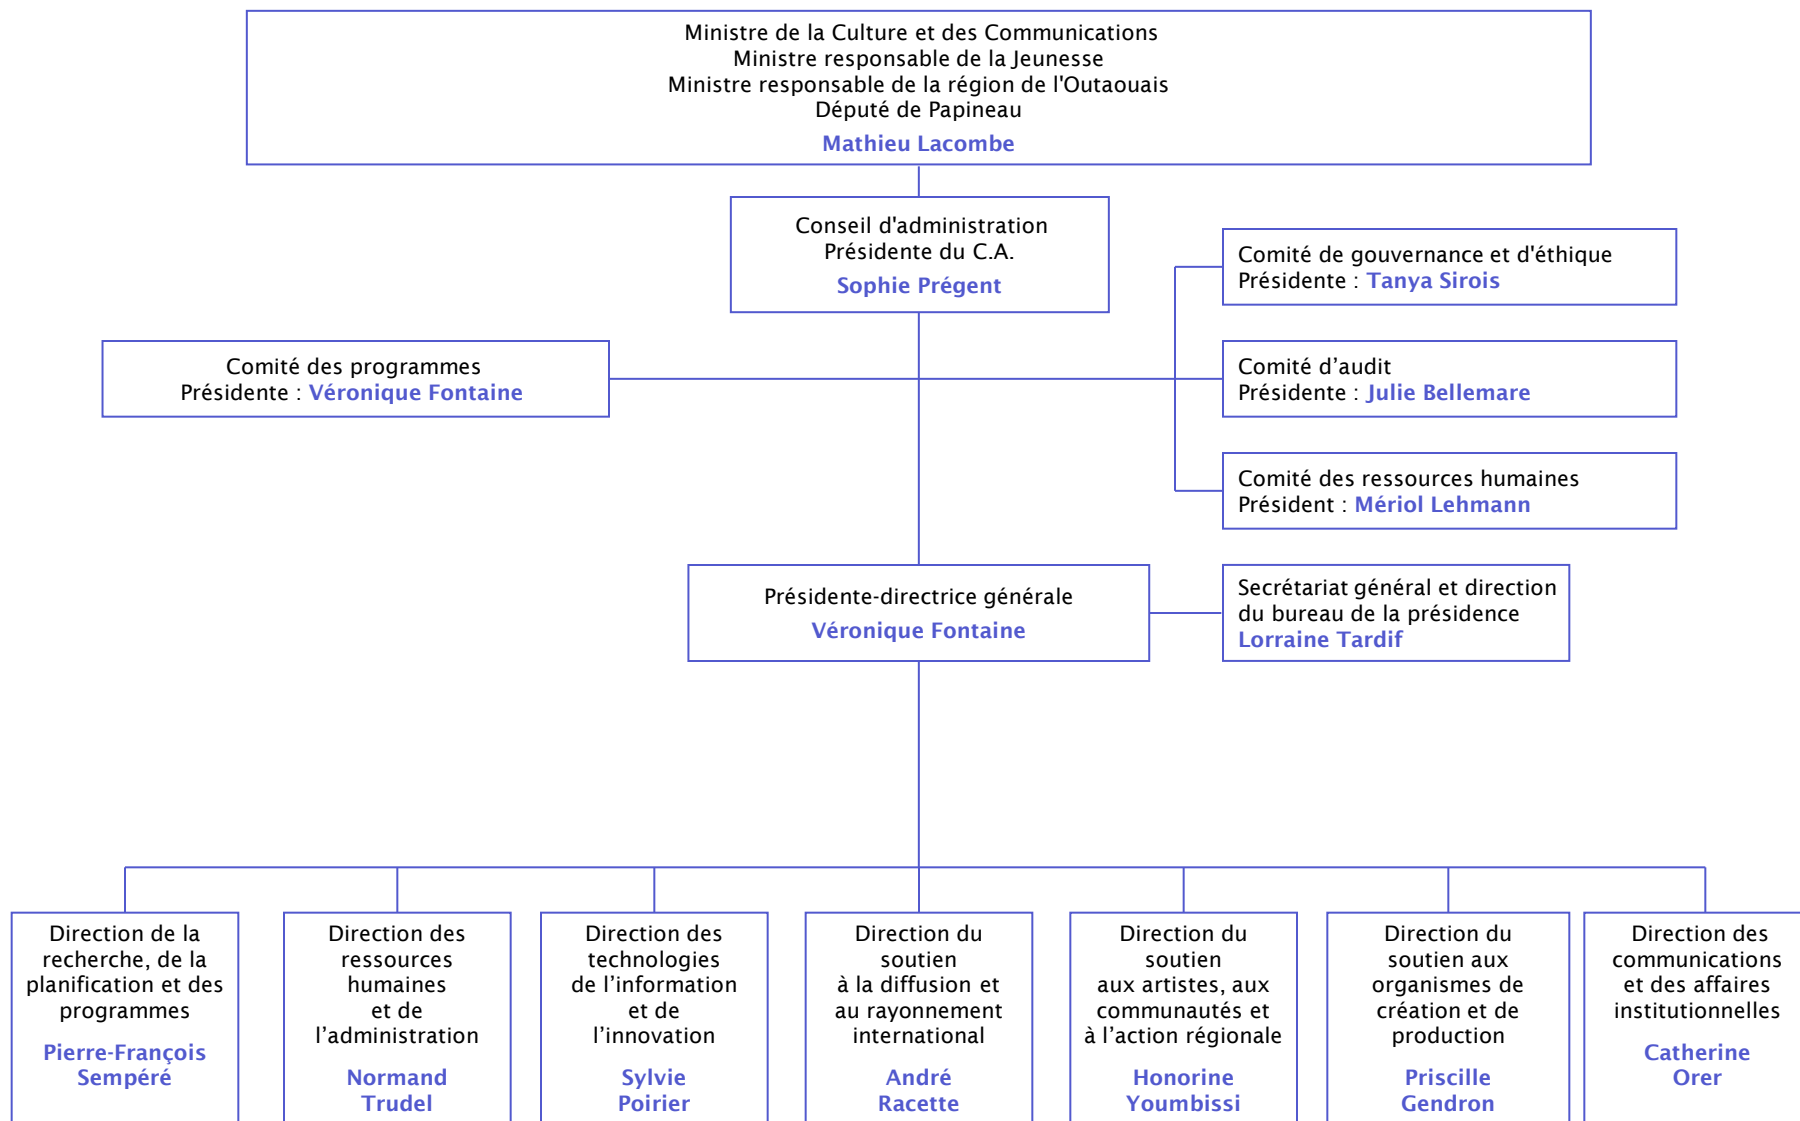 Ministre de la Culture et des Communications
Ministre responsable de la Jeunesse
Ministre responsable de la région de l'Outaouais
Député de Papineau
Mathieu Lacombe
Conseil d'administration
Présidente du C.A.
Sophie Prégent
Comité de gouvernance et d'éthique
Présidente : Tanya Sirois
Comité des programmes
Présidente : Véronique Fontaine
Comité d’audit
Présidente : Julie Bellemare
Comité des ressources humaines
Président : Mériol Lehmann
Présidente-directrice générale
Véronique Fontaine
Secrétariat général et direction
du bureau de la présidence
Lorraine Tardif
Direction de la
recherche, de la
planification et des
programmes
Pierre-François
Sempéré
Direction des
ressources
humaines
et de
l’administration
Normand
Trudel
Direction des
technologies
de l’information
et de
l’innovation
Sylvie
Poirier
Direction du
soutien
à la diffusion et
au rayonnement
international
André
Racette
Direction du
soutien
aux artistes, aux
communautés et
à l’action régionale
Honorine
Youmbissi
Direction du
soutien aux
organismes de
création et de
production
Priscille
Gendron
Direction des
communications
et des affaires
institutionnelles
Catherine
Orer